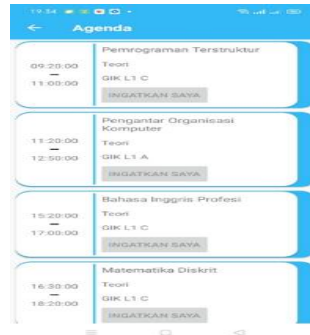 19:34
Agenda
Pemrograman Terstruktur
09:20:00
—
11:00:00
Teori
GIK L1 C
INGATKAN SAYA
Pengantar Organisasi
Komputer
11:20:00
—
12:50:00
Teori
GIK L1 A
INGATKAN SAYA
Bahasa Inggris Profesi
15:20:00
—
17:00:00
Teori
GIK L1 C
INGATKAN SAYA
Matematika Diskrit
16:30:00
—
18:20:00
Teori
GIK L1 C
INGATKAN SAYA